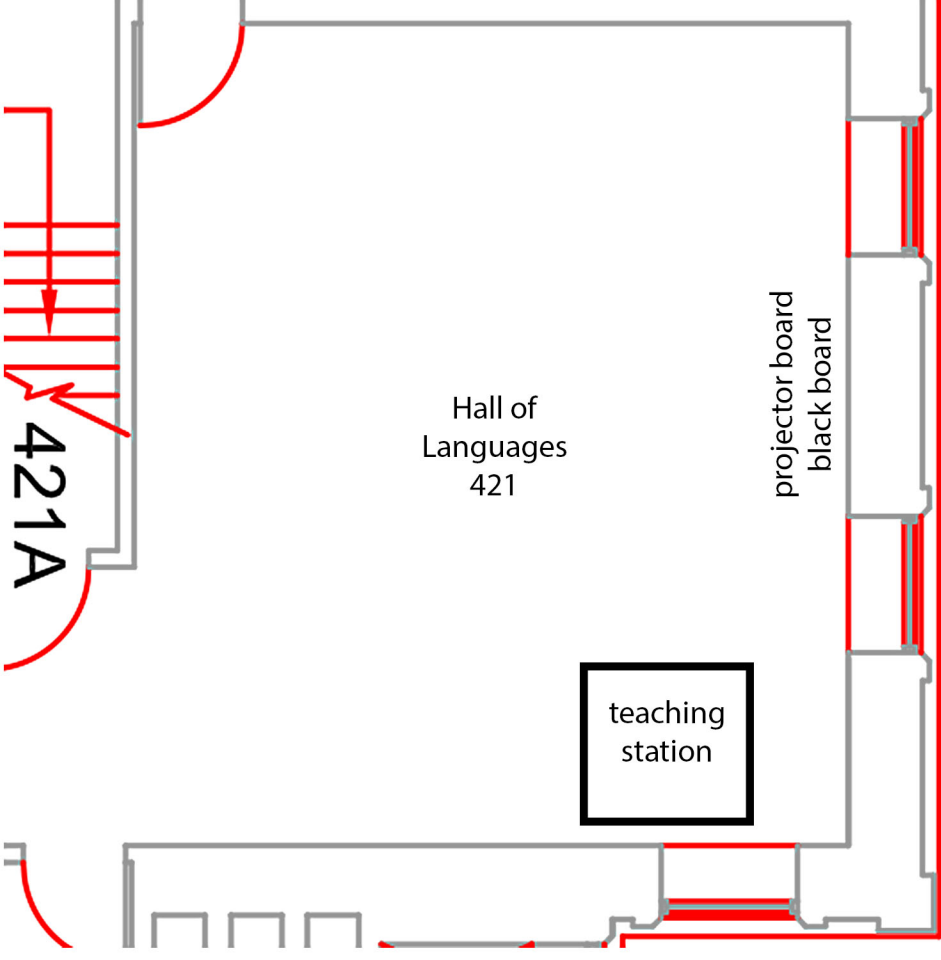 Hall of
Languages
421
projector board
black board
421A
teaching
station